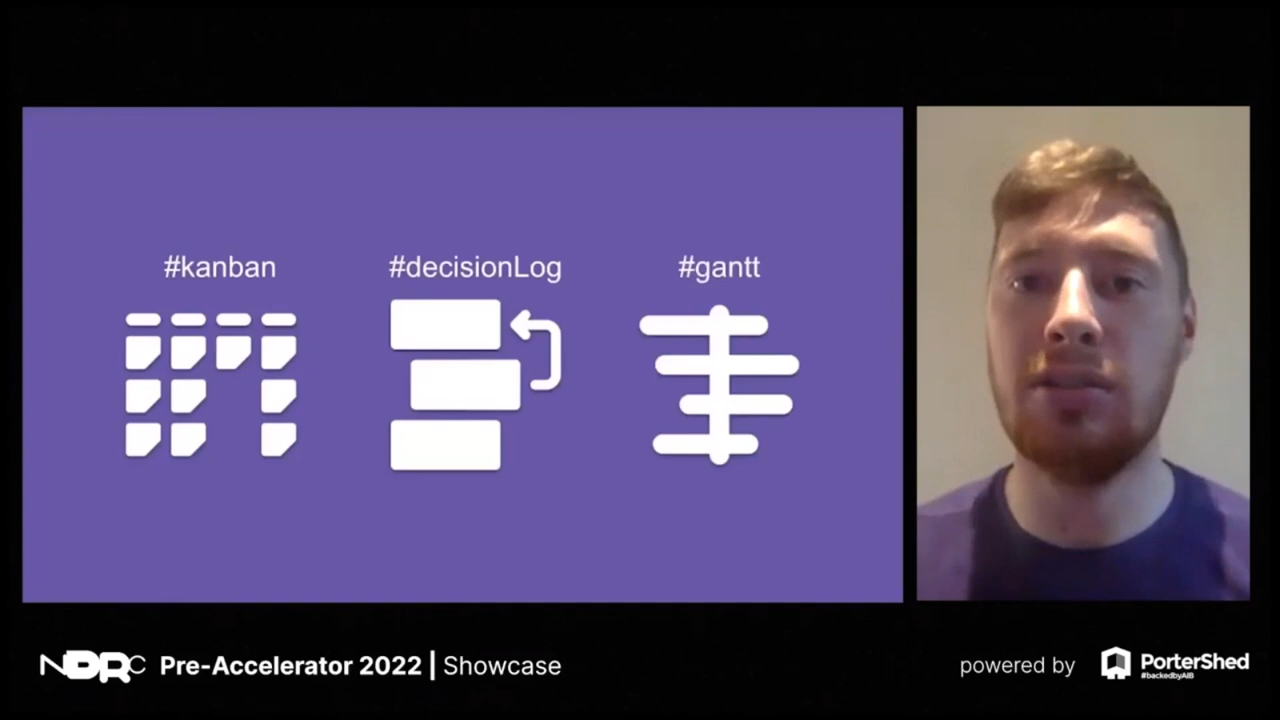 #kanban
#decisionLog
#gantt
NDRC Pre-Accelerator 2022 | Showcase
powered by
PorterShed
#backedbyAIB